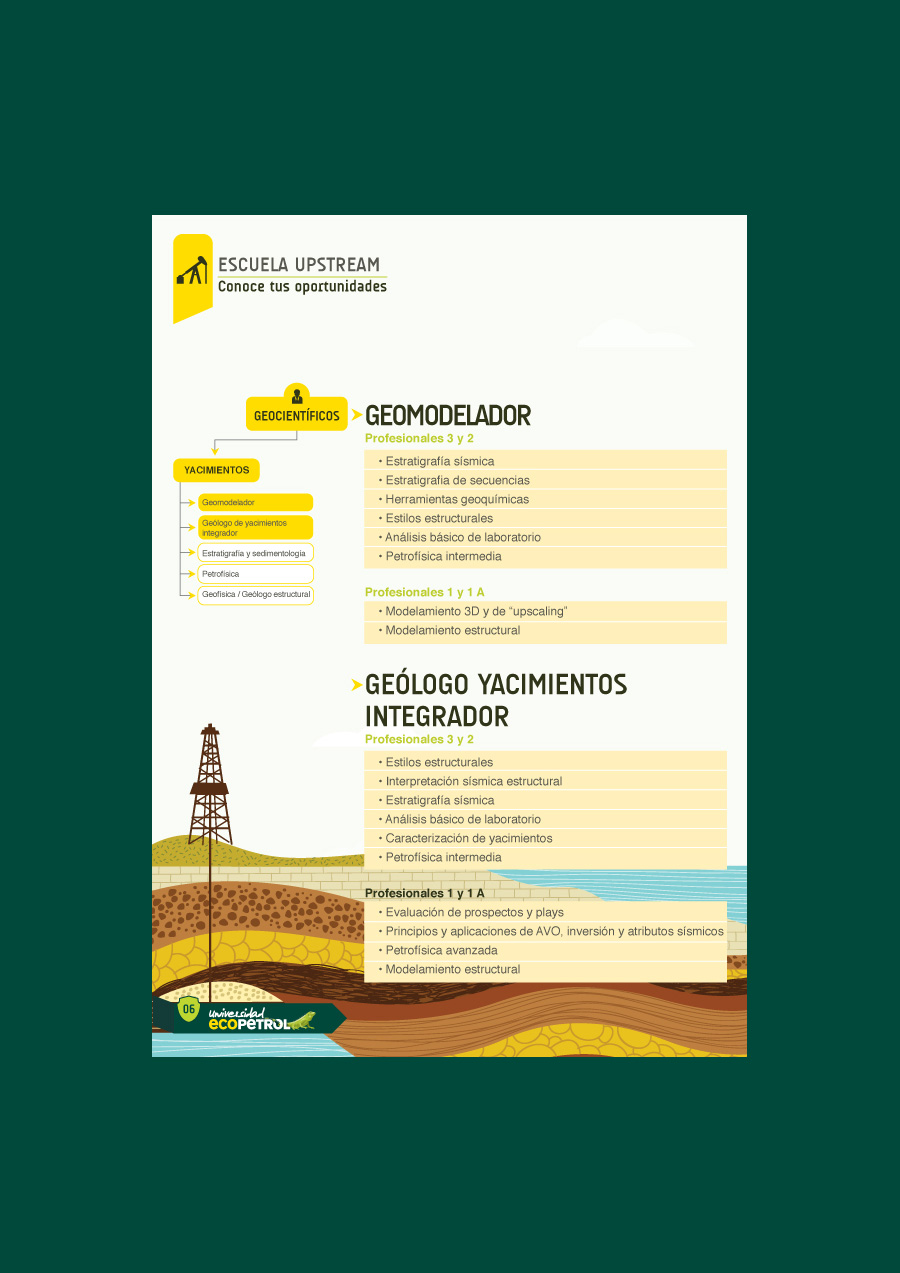 ESCUELA UPSTREAM
Conoce tus oportunidades
GEOCIENTÍFICOS
YACIMIENTOS
Geomodelador
Geólogo de yacimientos
integrador
Estratigrafía y sedimentología
Petrofísica
Geofísica / Geólogo estructural
GEOMODELADOR
Profesionales 3 y 2
• Estratigrafía sísmica
• Estratigrafia de secuencias
• Herramientas geoquímicas
• Estilos estructurales
• Análisis básico de laboratorio
• Petrofísica intermedia
Profesionales 1 y 1 A
• Modelamiento 3D y de “upscaling”
• Modelamiento estructural
GEÓLOGO YACIMIENTOS
INTEGRADOR
Profesionales 3 y 2
• Estilos estructurales
• Interpretación sísmica estructural
• Estratigrafía sísmica
• Análisis básico de laboratorio
• Caracterización de yacimientos
• Petrofísica intermedia
Profesionales 1 y 1 A
• Evaluación de prospectos y plays
• Principios y aplicaciones de AVO, inversión y atributos sísmicos
• Petrofísica avanzada
• Modelamiento estructural
06
Universidad
ECOPETROL